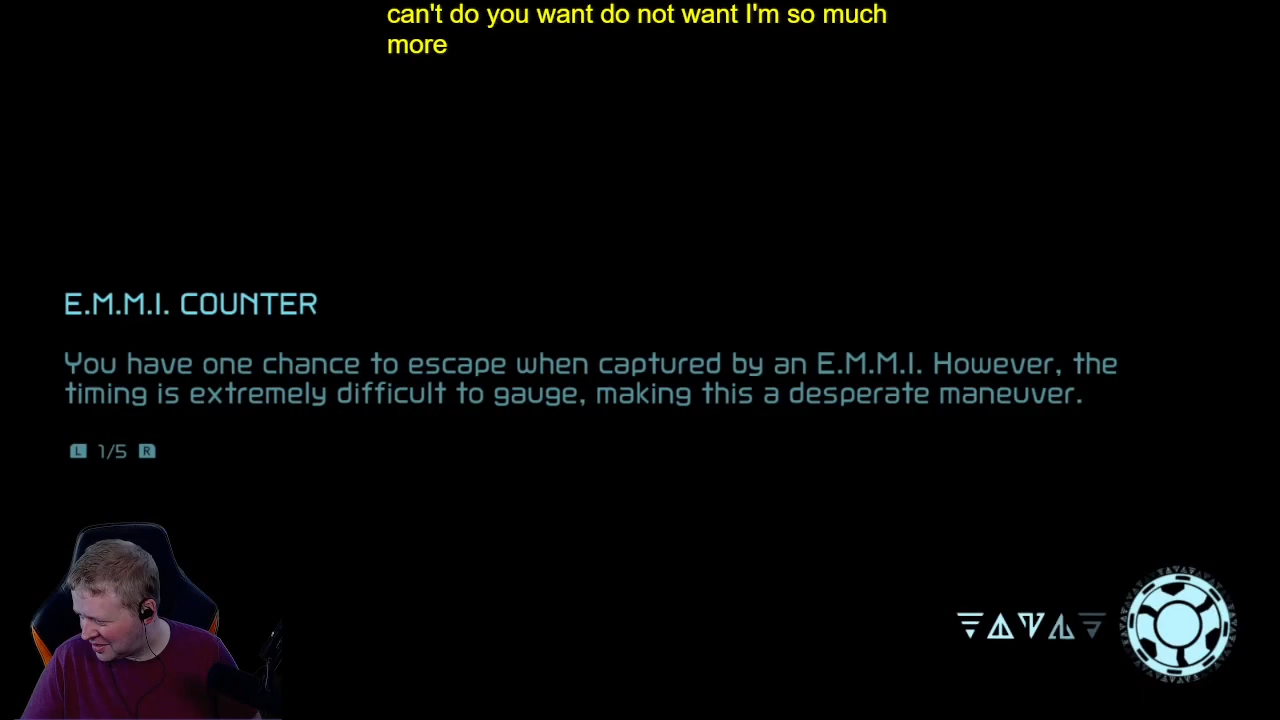 can't do you want do not want I'm so much
more
E.M.M.I. COUNTER
You have one chance to escape when captured by an E.M.M.I. However, the
timing is extremely difficult to gauge, making this a desperate maneuver.
L 1/5 R